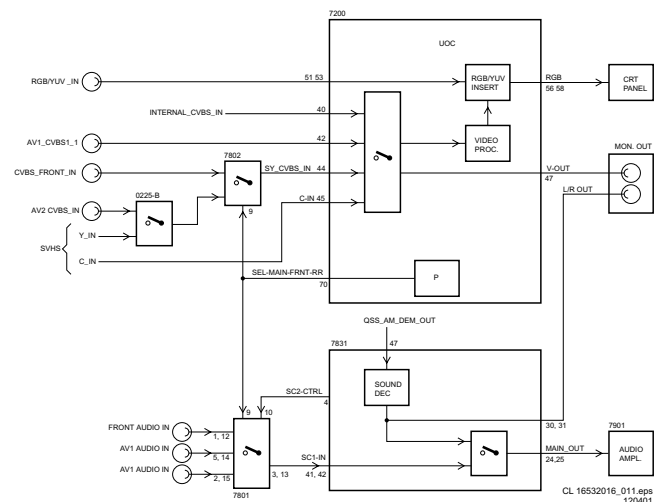 7200
UOC
RGB/YUV _IN
51 53
RGB/YUV
INSERT
RGB
56 58
CRT
PANEL
INTERNAL_CVBS_IN
40
AV1_CVBS1_1
42
VIDEO
PROC.
MON. OUT
CVBS_FRONT_IN
7802
SY_CVBS_IN 44
V-OUT
47
L/R OUT
0225-B
C-IN 45
AV2 CVBS_IN
9
SVHS
Y_IN
C_IN
SEL-MAIN-FRNT-RR
70
P
QSS_AM_DEM_OUT
7831
47
SOUND
DEC
SC2-CTRL
4
9
10
30, 31
FRONT AUDIO IN
1, 12
7901
AV1 AUDIO IN
5, 14
MAIN_OUT
24,25
AUDIO
AMPL.
SC1-IN
AV1 AUDIO IN
2, 15
3, 13
41, 42
7801
CL 16532016_011.eps
120401